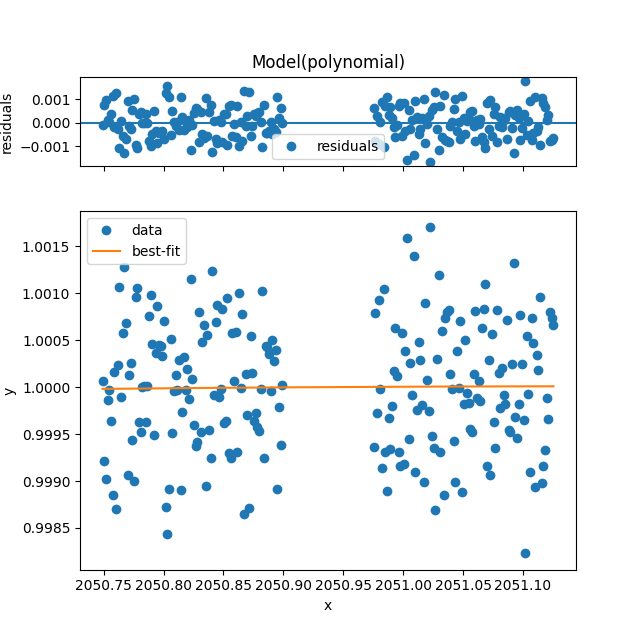 Model(polynomial)
residuals
0.001
0.000
−0.001
residuals
y
1.0015
1.0010
1.0005
1.0000
0.9995
0.9990
0.9985
data
best-fit
2050.75 2050.80 2050.85 2050.90 2050.95 2051.00 2051.05 2051.10
x